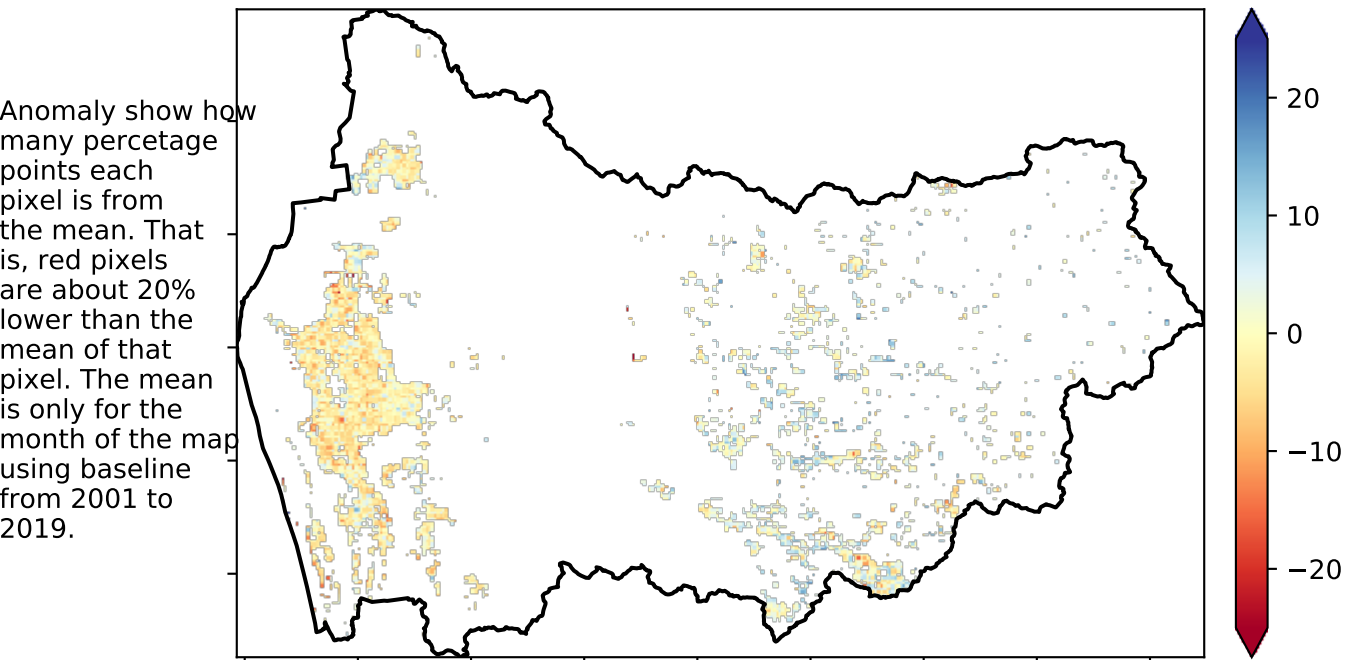 Anomaly show how
many percetage
points each
pixel is from
the mean. That
is, red pixels
are about 20%
lower than the
mean of that
pixel. The mean
is only for the
month of the map
using baseline
from 2001 to
2019.
20
10
0
−10
−20